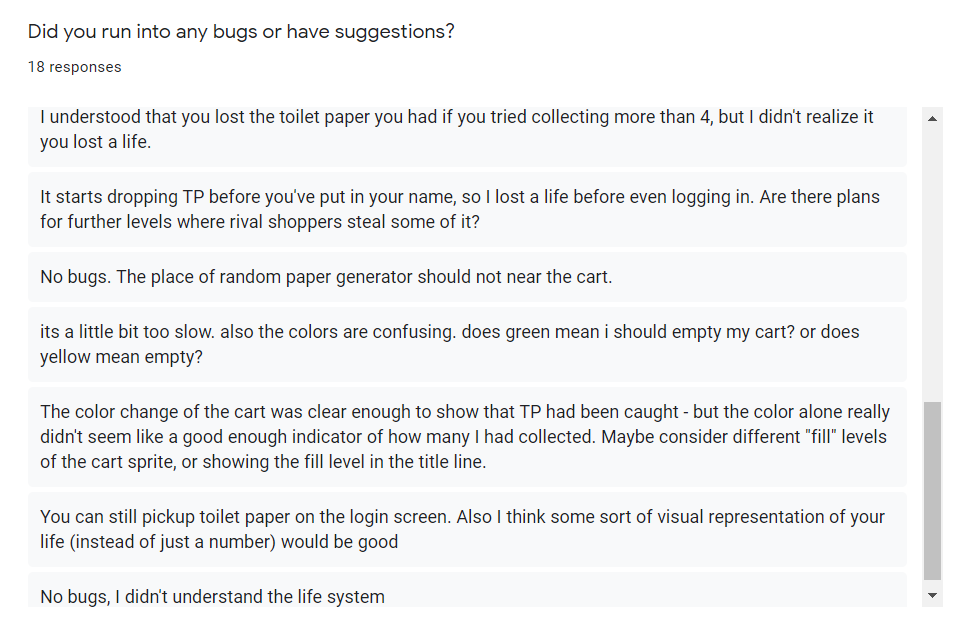 Did you run into any bugs or have suggestions?
18 responses
I understood that you lost the toilet paper you had if you tried collecting more than 4, but I didn't realize it
you lost a life.
It starts dropping TP before you've put in your name, so I lost a life before even logging in. Are there plans
for further levels where rival shoppers steal some of it?
No bugs. The place of random paper generator should not near the cart.
its a little bit too slow. also the colors are confusing. does green mean i should empty my cart? or does
yellow mean empty?
The color change of the cart was clear enough to show that TP had been caught - but the color alone really
didn't seem like a good enough indicator of how many I had collected. Maybe consider different "fill" levels
of the cart sprite, or showing the fill level in the title line.
You can still pickup toilet paper on the login screen. Also I think some sort of visual representation of your
life (instead of just a number) would be good
No bugs, I didn't understand the life system